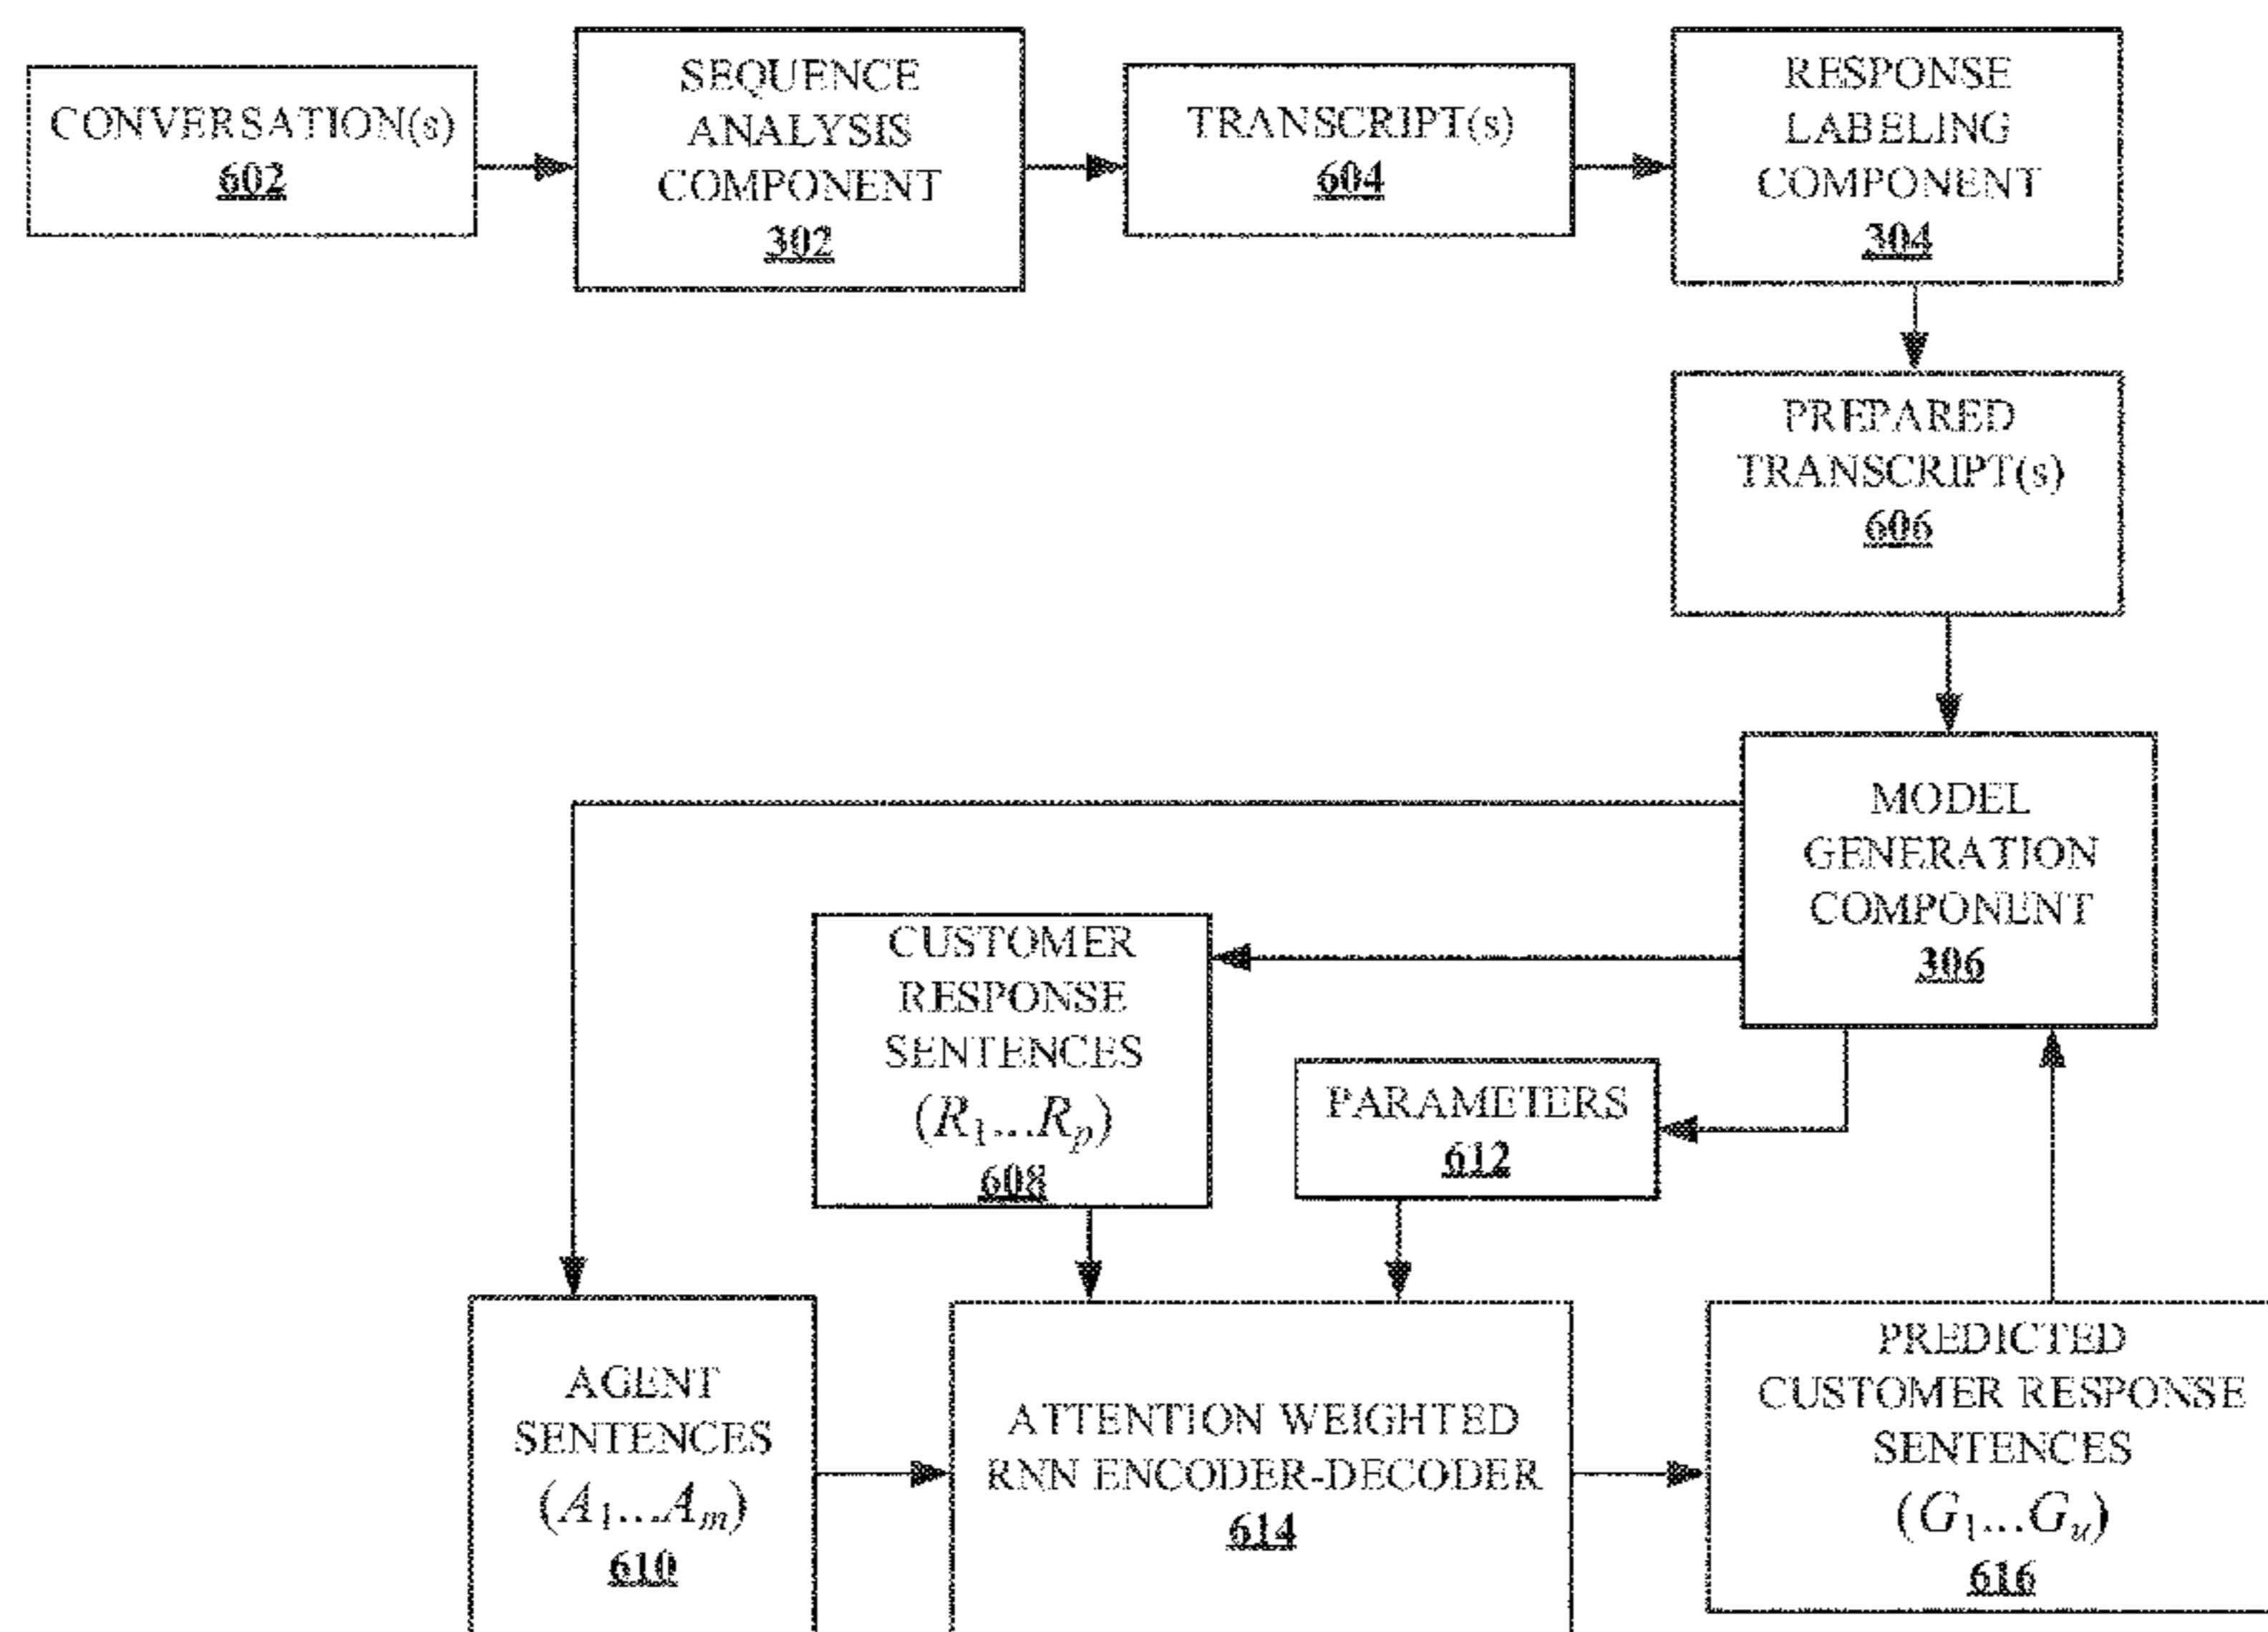 CONVERSATION(s)
602
SEQUENCE
ANALYSIS
COMPONENT
302
TRANSCRIPT(s)
604
RESPONSE
LABELING
COMPONENT
304
PREPARED
TRANSCRIPT(s)
606
MODEL
GENERATION
COMPONENT
306
CUSTOMER
RESPONSE
SENTENCES
(R₁...Rₚ)
608
PARAMETERS
612
AGENT
SENTENCES
(A₁...Aₘ)
610
ATTENTION WEIGHTED
RNN ENCODER-DECODER
614
PREDICTED
CUSTOMER RESPONSE
SENTENCES
(G₁...Gᵤ)
616